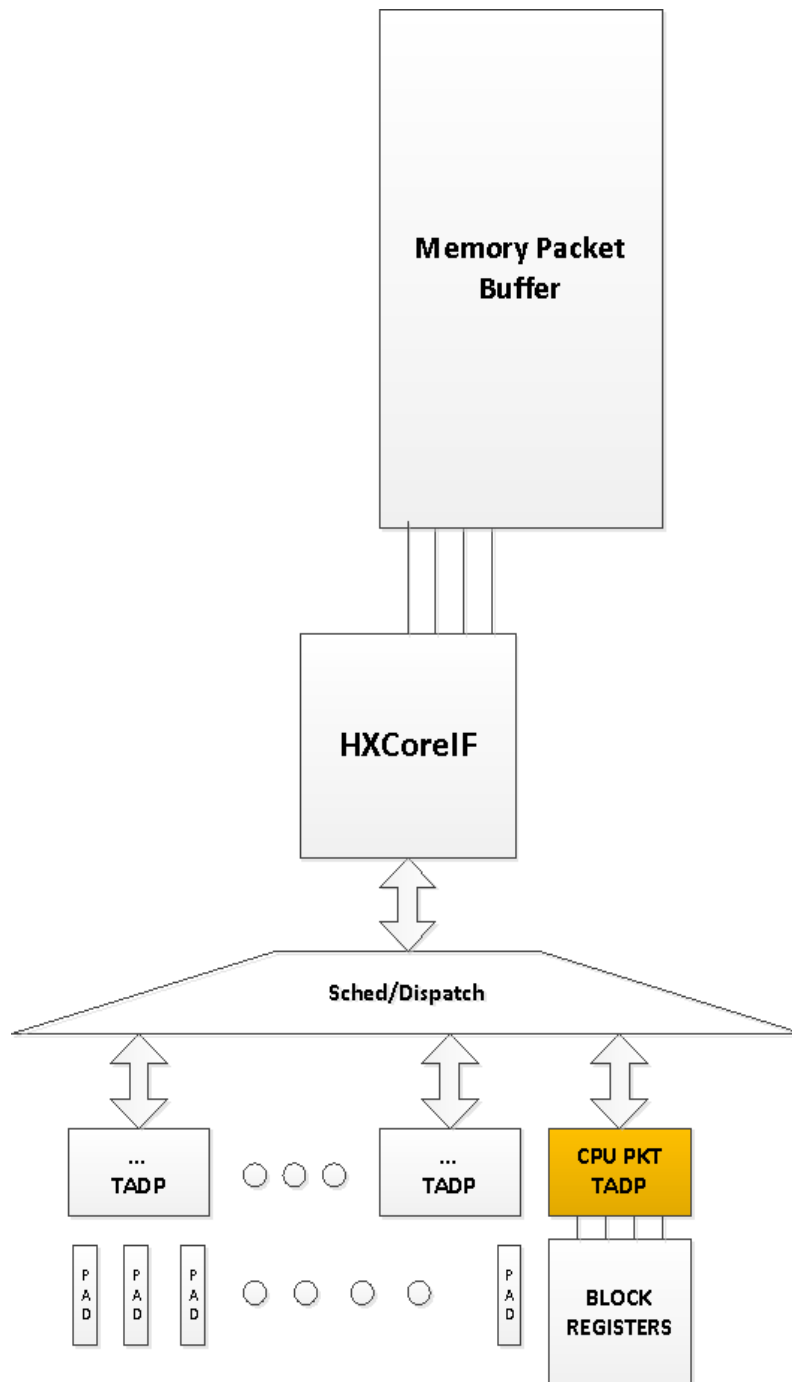 Memory Packet
Buffer
HXCoreIF
Sched/Dispatch
...
TADP
...
TADP
CPU PKT
TADP
P
A
D
P
A
D
P
A
D
P
A
D
BLOCK
REGISTERS